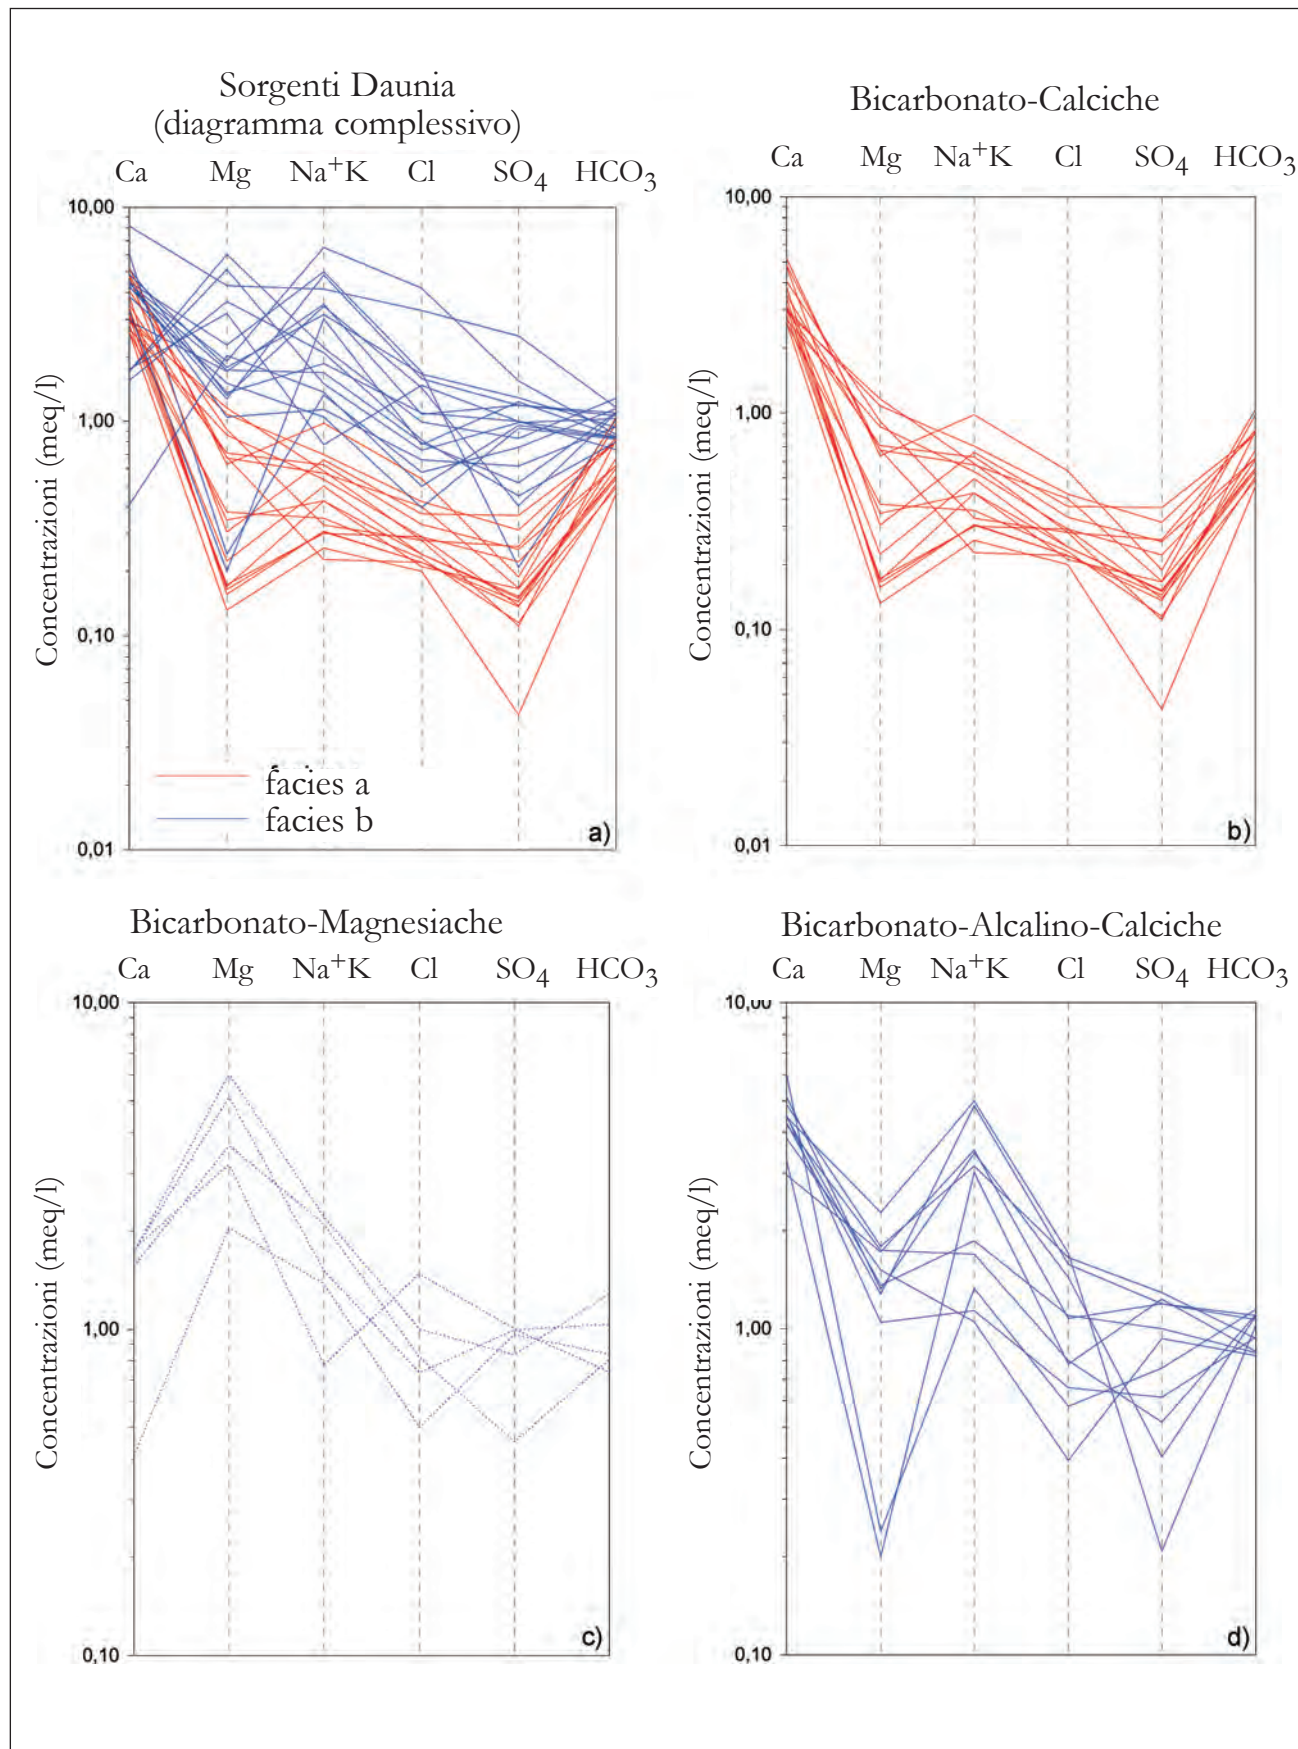 Sorgenti Daunia
(diagramma complessivo)
Ca Mg Na+K Cl SO4 HCO3
Concentrazioni (meq/l)
10,00
1,00
0,10
0,01
facies a
facies b
a)
Bicarbonato-Calciche
Ca Mg Na+K Cl SO4 HCO3
Concentrazioni (meq/l)
10,00
1,00
0,10
0,01
b)
Bicarbonato-Magnesiache
Ca Mg Na+K Cl SO4 HCO3
Concentrazioni (meq/l)
10,00
1,00
0,10
c)
Bicarbonato-Alcalino-Calciche
Ca Mg Na+K Cl SO4 HCO3
Concentrazioni (meq/l)
10,00
1,00
0,10
d)